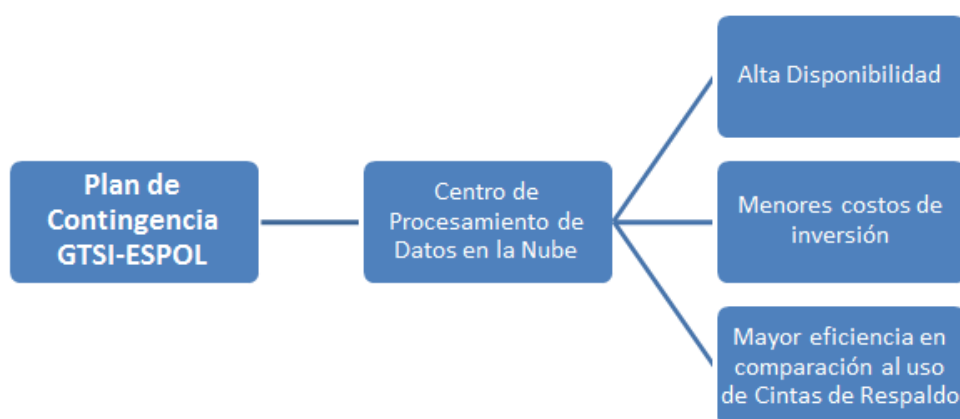 Plan de
Contingencia
GTSI-ESPOL
Centro de
Procesamiento de
Datos en la Nube
Alta Disponibilidad
Menores costos de
inversión
Mayor eficiencia en
comparación al uso
de Cintas de Respaldo